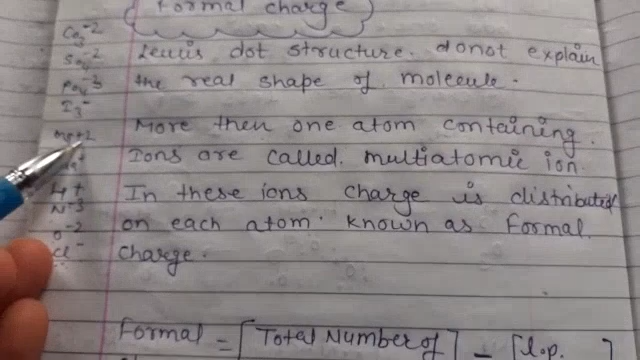 Formal charge
Co3-2
So4-2
Po4-3
I3-
Mg+2
N-3
O-2
Cl-
Lewis dot structure. donot explain
the real shape of molecule.
More then one atom containing.
Ions are called. multiatomic ion.
In these ions charge is distributed
on each atom. known as Formal.
charge.
Formal = [Total Number of] - [l.p. ]